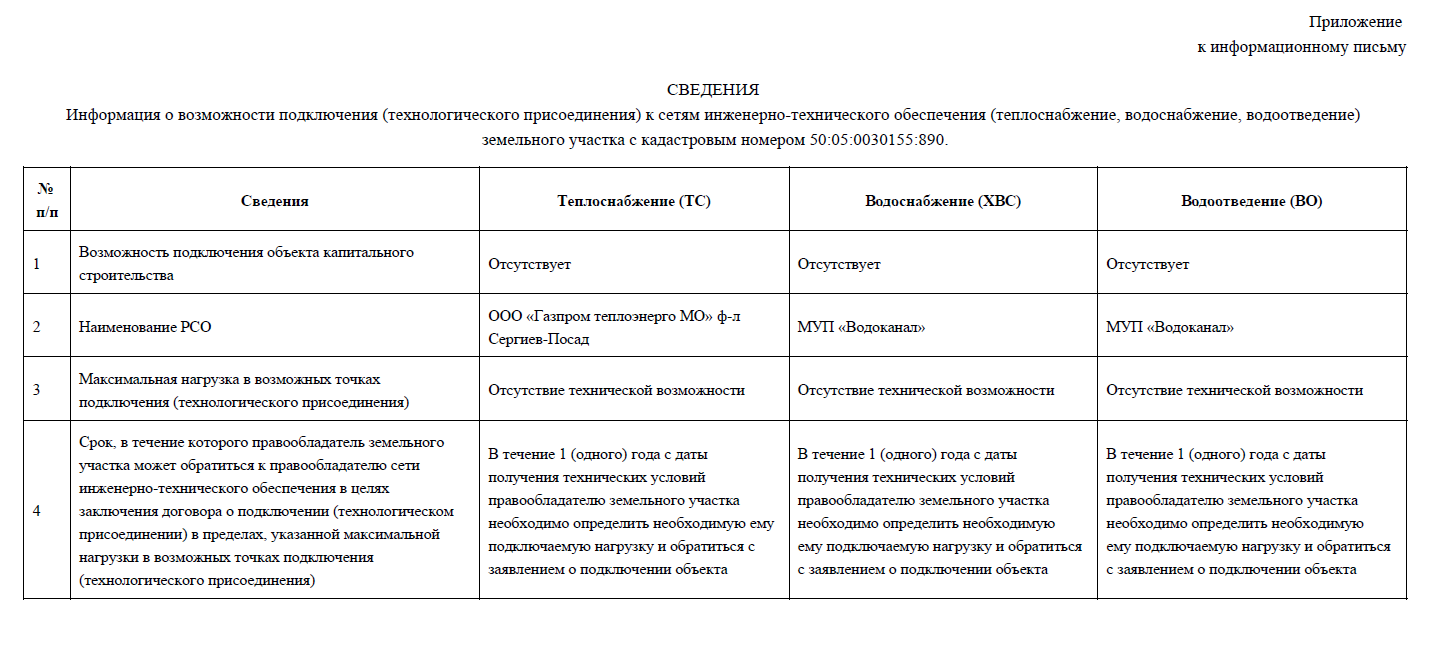 Приложение
к информационному письму
СВЕДЕНИЯ
Информация о возможности подключения (технологического присоединения) к сетям инженерно-технического обеспечения (теплоснабжение, водоснабжение, водоотведение)
земельного участка с кадастровым номером 50:05:0030155:890.
№
п/п
Сведения
Теплоснабжение (ТС)
Водоснабжение (ХВС)
Водоотведение (ВО)
1
Возможность подключения объекта капитального
строительства
Отсутствует
Отсутствует
Отсутствует
2
Наименование РСО
ООО «Газпром теплоэнерго МО» ф-л
Сергиев-Посад
МУП «Водоканал»
МУП «Водоканал»
3
Максимальная нагрузка в возможных точках
подключения (технологического присоединения)
Отсутствие технической возможности
Отсутствие технической возможности
Отсутствие технической возможности
4
Срок, в течение которого правообладатель земельного
участка может обратиться к правообладателю сети
инженерно-технического обеспечения в целях
заключения договора о подключении (технологическом
присоединении) в пределах, указанной максимальной
нагрузки в возможных точках подключения
(технологического присоединения)
В течение 1 (одного) года с даты
получения технических условий
правообладателю земельного участка
необходимо определить необходимую ему
подключаемую нагрузку и обратиться с
заявлением о подключении объекта
В течение 1 (одного) года с даты
получения технических условий
правообладателю земельного участка
необходимо определить необходимую
ему подключаемую нагрузку и обратиться
с заявлением о подключении объекта
В течение 1 (одного) года с даты
получения технических условий
правообладателю земельного участка
необходимо определить необходимую
ему подключаемую нагрузку и обратиться
с заявлением о подключении объекта